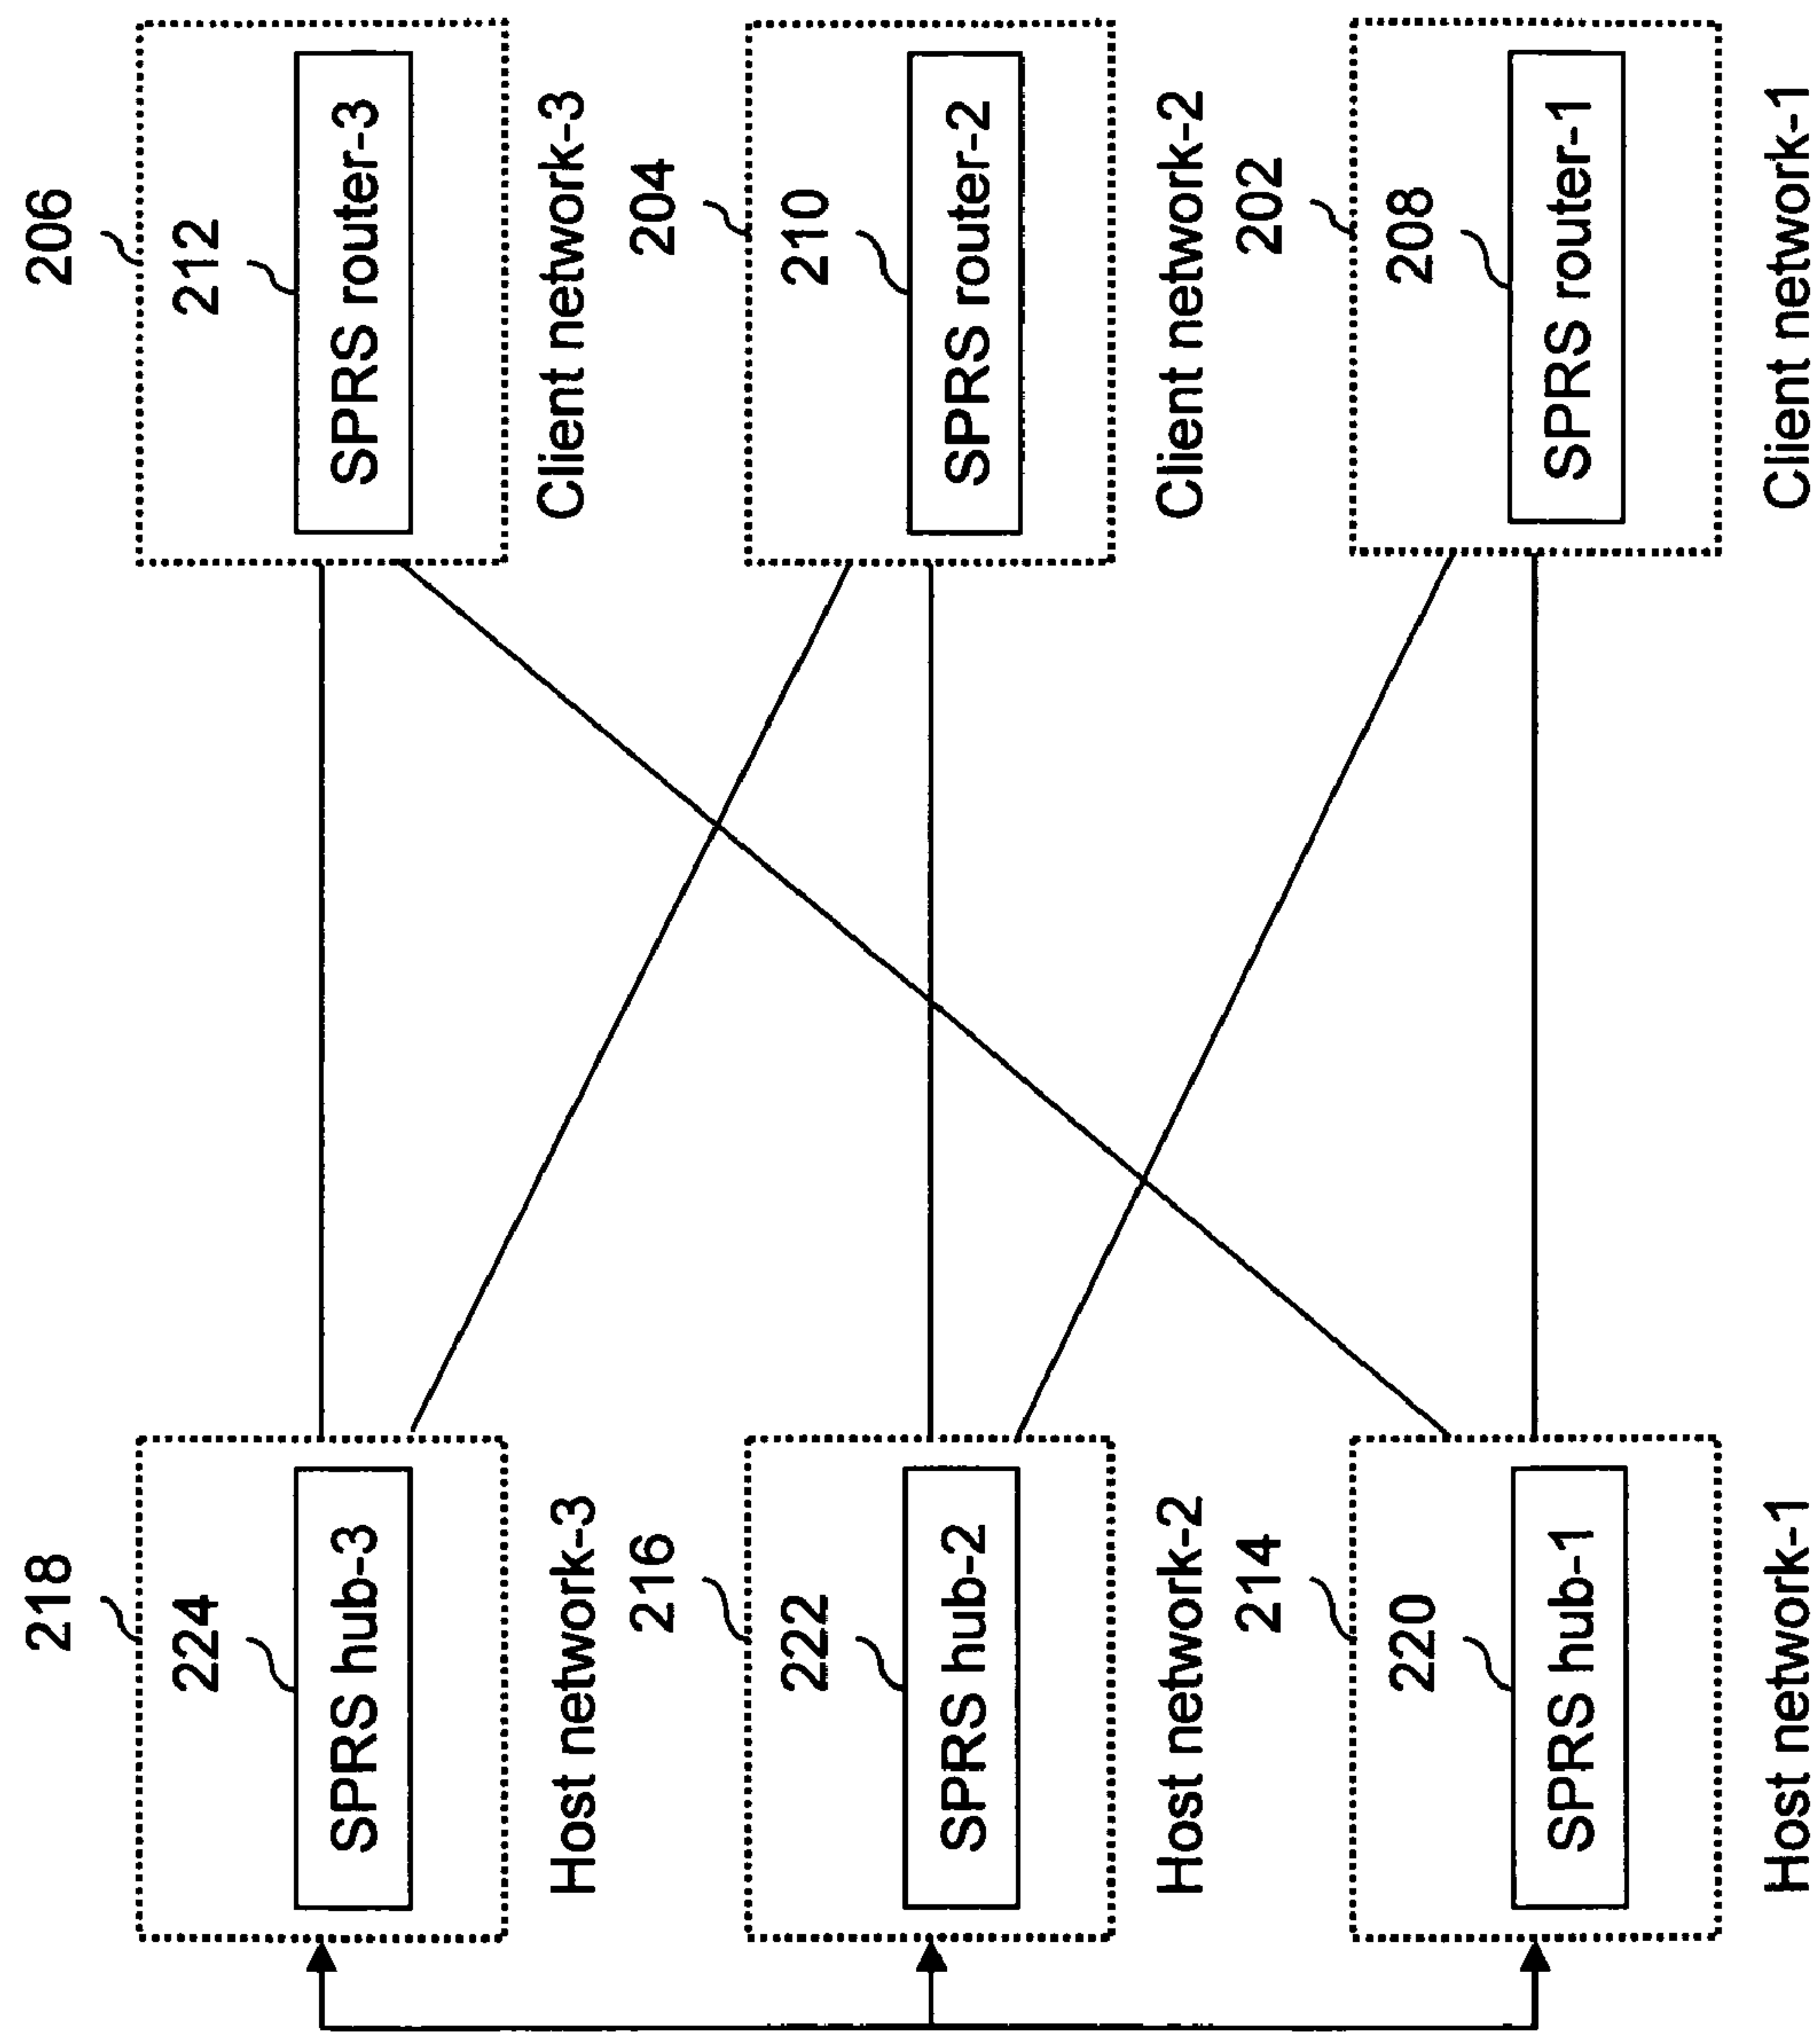 218
206
224
212
SPRS hub-3
SPRS router-3
Host network-3
Client network-3
216
204
222
210
SPRS hub-2
SPRS router-2
Host network-2
Client network-2
214
202
220
208
SPRS hub-1
SPRS router-1
Host network-1
Client network-1